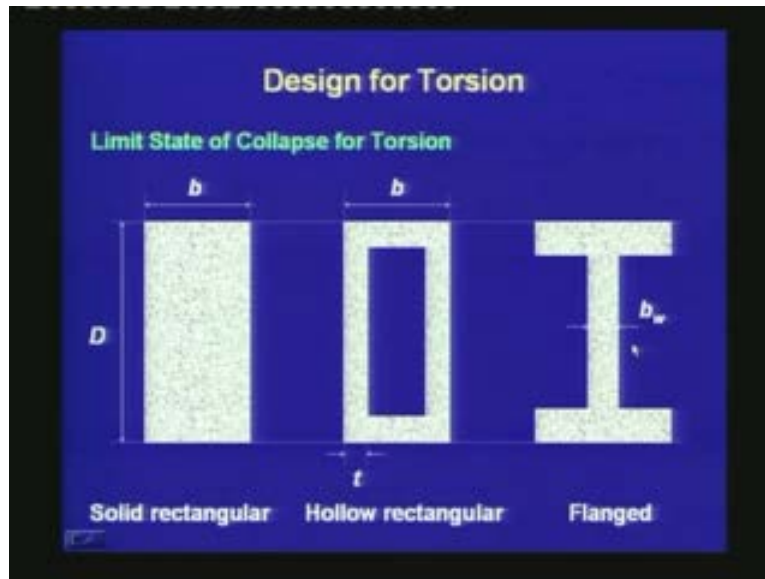 Design for Torsion
Limit State of Collapse for Torsion
b
b
D
b_w
t
Solid rectangular
Hollow rectangular
Flanged